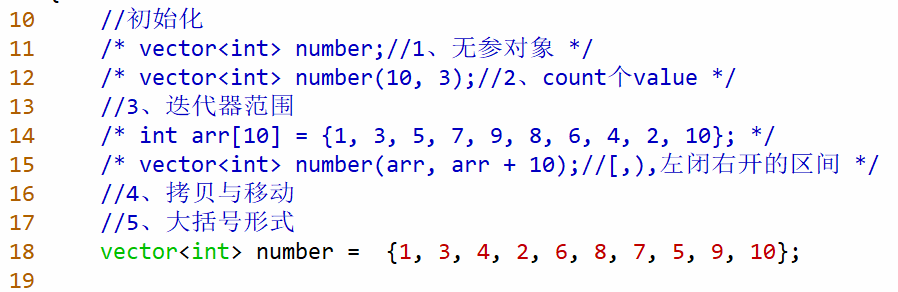 10 //初始化
11 /* vector<int> number;//1、无参对象 */
12 /* vector<int> number(10, 3);//2、count个value */
13 //3、迭代器范围
14 /* int arr[10] = {1, 3, 5, 7, 9, 8, 6, 4, 2, 10}; */
15 /* vector<int> number(arr, arr + 10);//[,),左闭右开的区间 */
16 //4、拷贝与移动
17 //5、大括号形式
18 vector<int> number =  {1, 3, 4, 2, 6, 8, 7, 5, 9, 10};
19